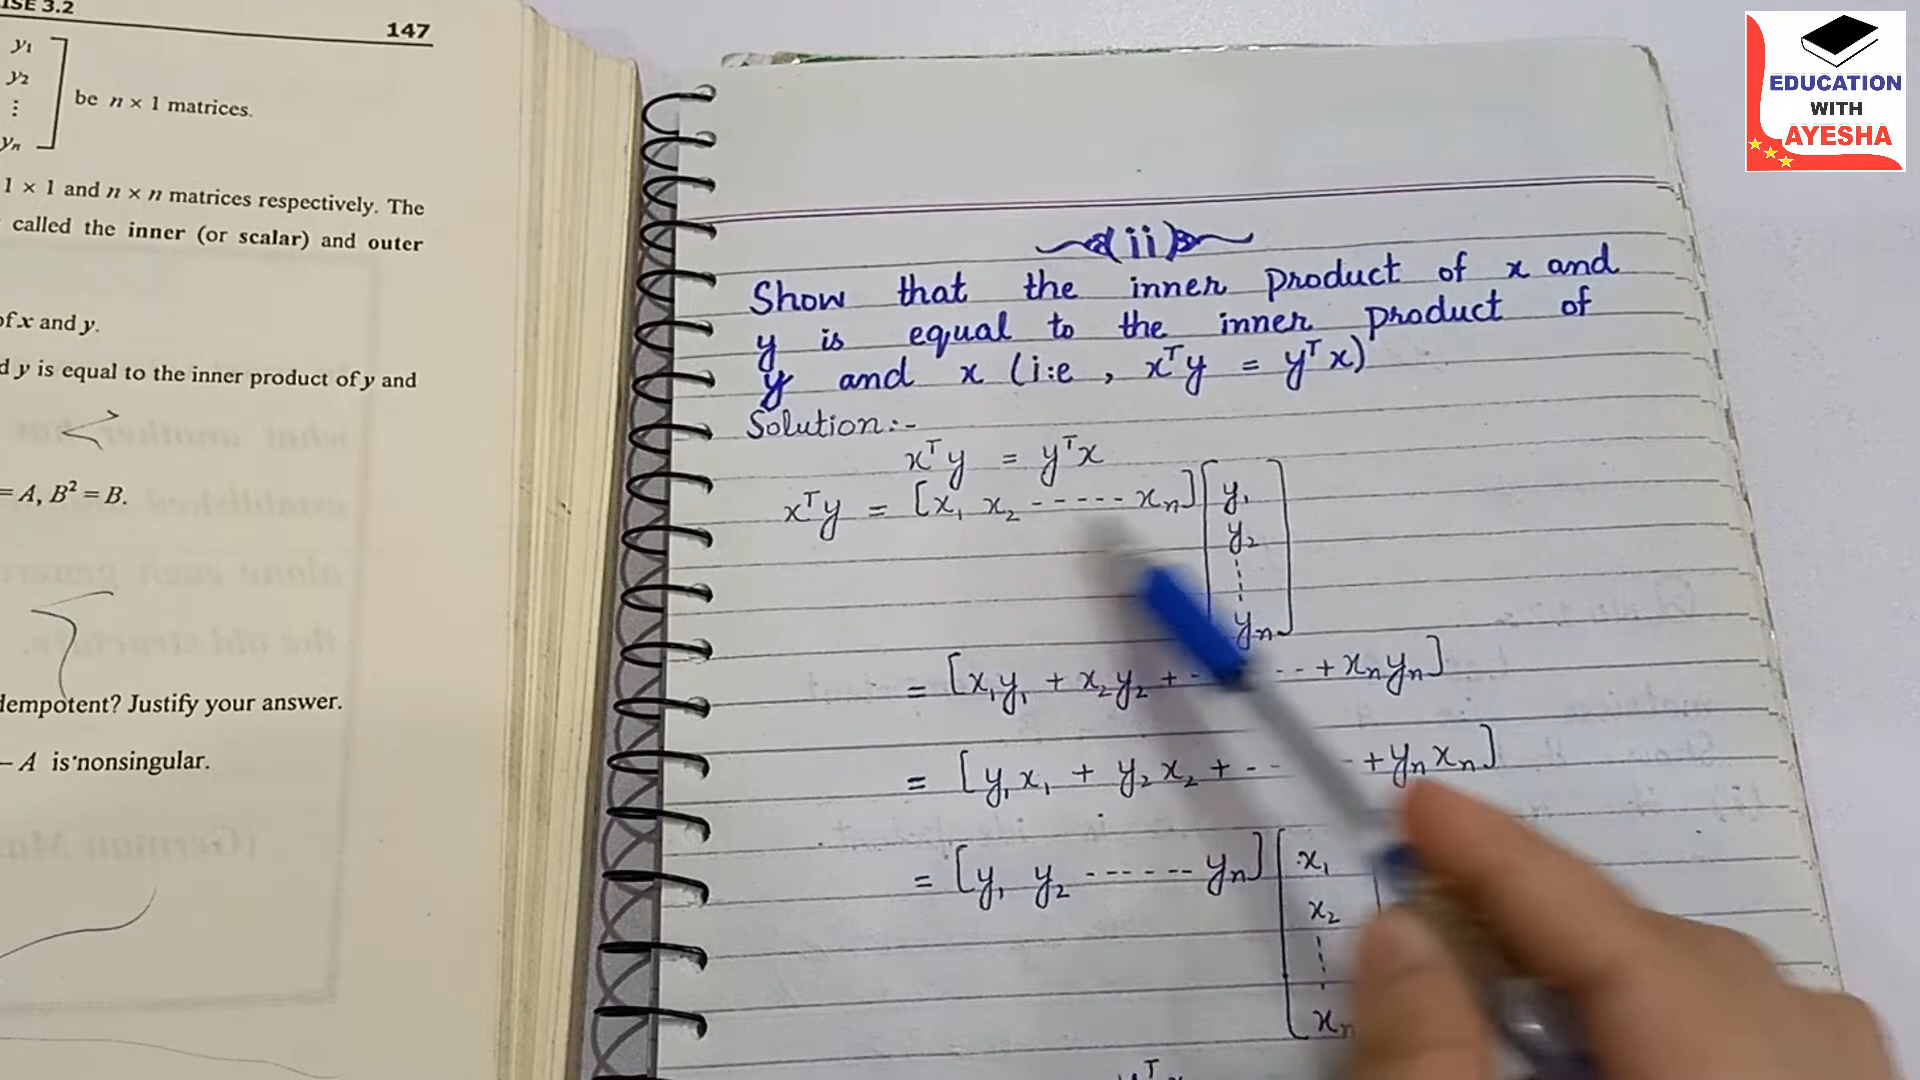 147
y1
y2
⋮
yn
be n × 1 matrices.
1 × 1 and n × n matrices respectively. The
called the inner (or scalar) and outer
of x and y.
d y is equal to the inner product of y and
= A, B² = B.
dempotent? Justify your answer.
– A is nonsingular.
(ii)
Show that the inner product of x and
y is equal to the inner product of
y and x (i:e , xᵀy = yᵀx)
Solution:-
xᵀy = yᵀx
xᵀy = [x₁ x₂ ----- xₙ] [y₁
y₂
⋮
yₙ]
= [x₁y₁ + x₂y₂ + - -- + xₙyₙ]
= [y₁x₁ + y₂x₂ + -- - + yₙxₙ]
= [y₁ y₂ ------ yₙ] [x₁
x₂
⋮
xₙ
EDUCATION
WITH
AYESHA